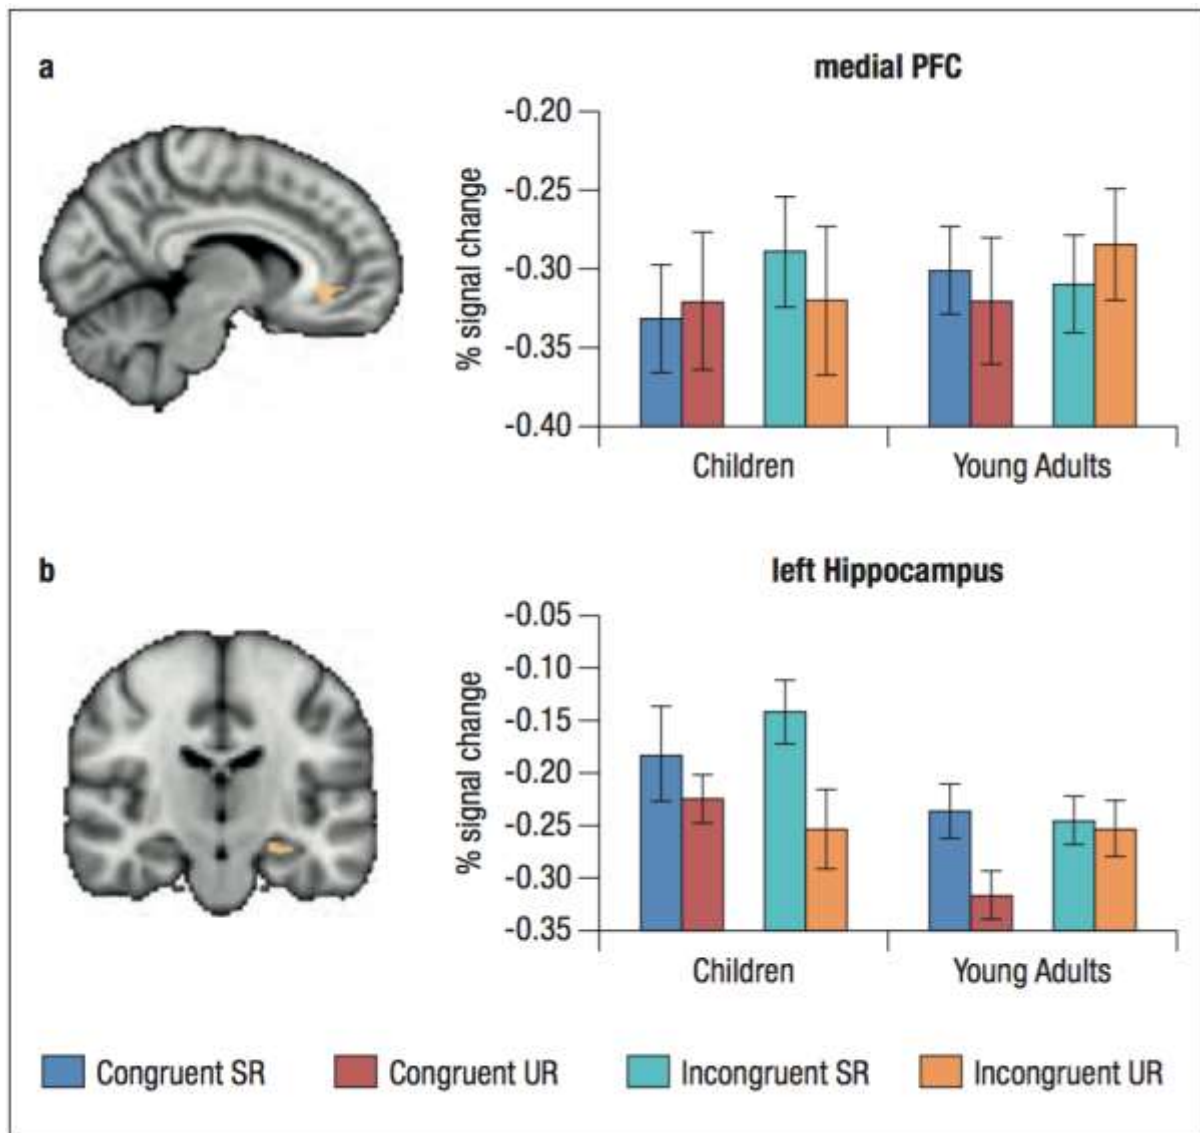 a
medial PFC
% signal change
-0.20
-0.25
-0.30
-0.35
-0.40
Children
Young Adults
b
left Hippocampus
% signal change
-0.05
-0.10
-0.15
-0.20
-0.25
-0.30
-0.35
Children
Young Adults
Congruent SR
Congruent UR
Incongruent SR
Incongruent UR